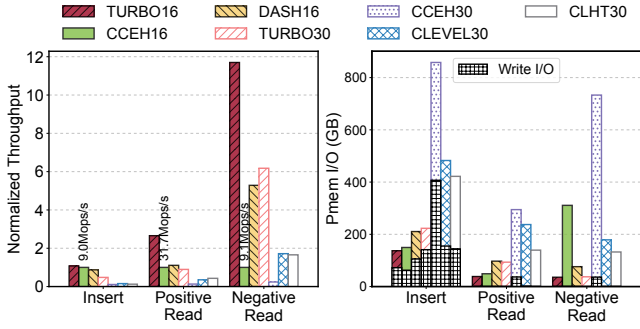 TURBO16 DASH16 CCEH30 CLHT30
CCEH16 TURBO30 CLEVEL30
Normalized Throughput
12
10
8
6
4
2
0
9.0Mops/s
31.7Mops/s
9.1Mops/s
Insert Positive Read Negative Read
Pmem I/O (GB)
800
600
400
200
0
Write I/O
Insert Positive Read Negative Read